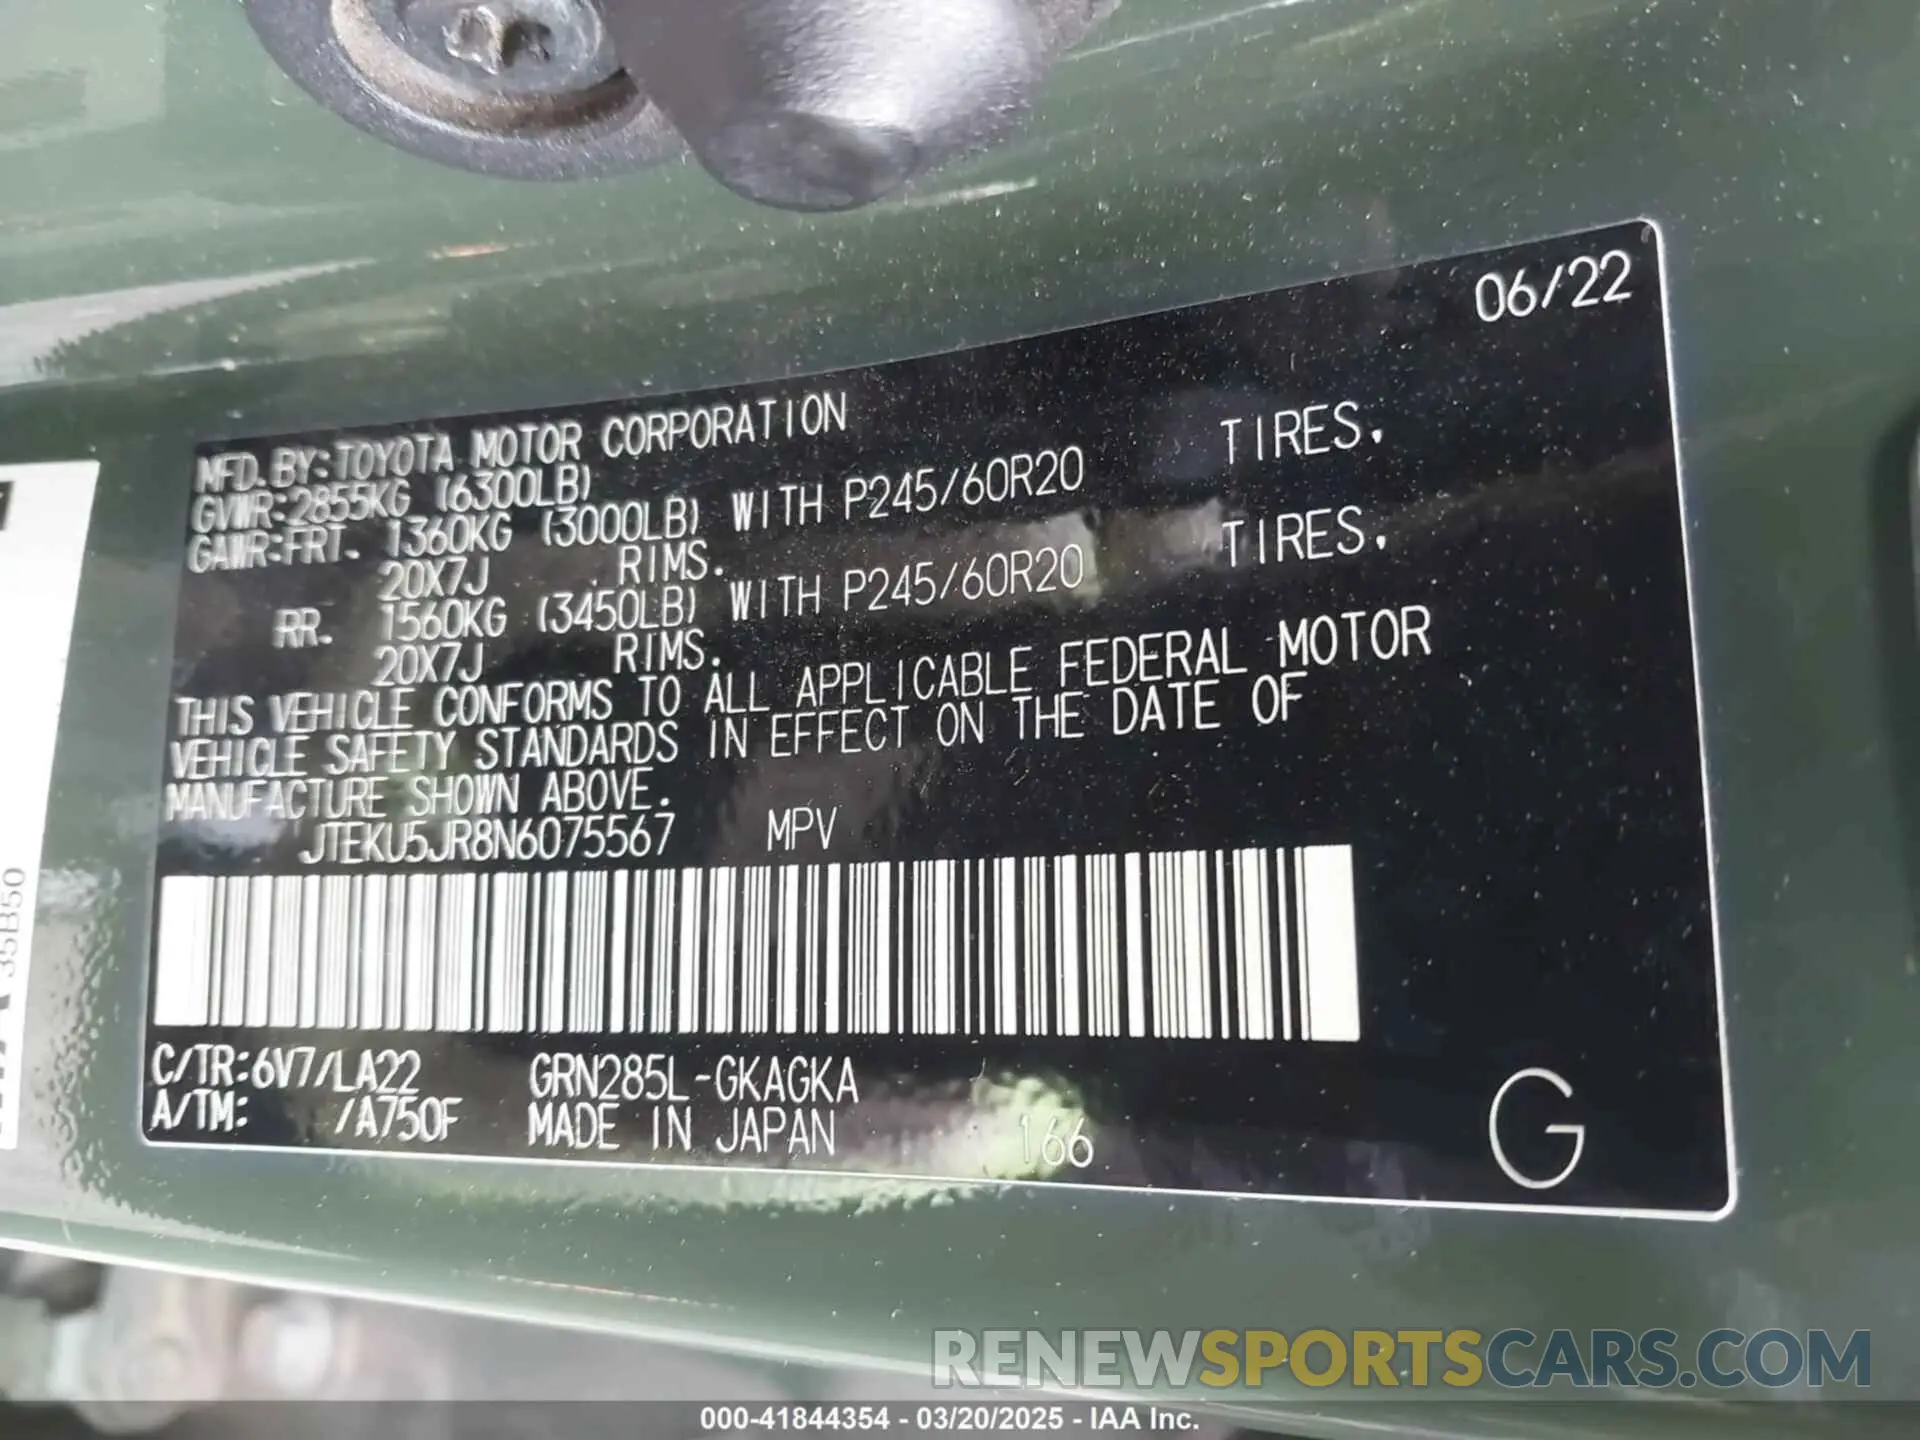 06/22
MFD.BY:TOYOTA MOTOR CORPORATION
GVWR:2855KG (6300LB)
GAWR:FRT. 1360KG (3000LB) WITH P245/60R20 TIRES.
20X7J RIMS.
RR. 1560KG (3450LB) WITH P245/60R20 TIRES.
20X7J RIMS.
THIS VEHICLE CONFORMS TO ALL APPLICABLE FEDERAL MOTOR
VEHICLE SAFETY STANDARDS IN EFFECT ON THE DATE OF
MANUFACTURE SHOWN ABOVE.
JTEKU5JR8N6075567 MPV
C/TR:6V7/LA22 GRN285L-GKAGKA
A/TM: /A750F MADE IN JAPAN 166
G
35B50
RENEWSPORTSCARS.COM
000-41844354 - 03/20/2025 - IAA Inc.